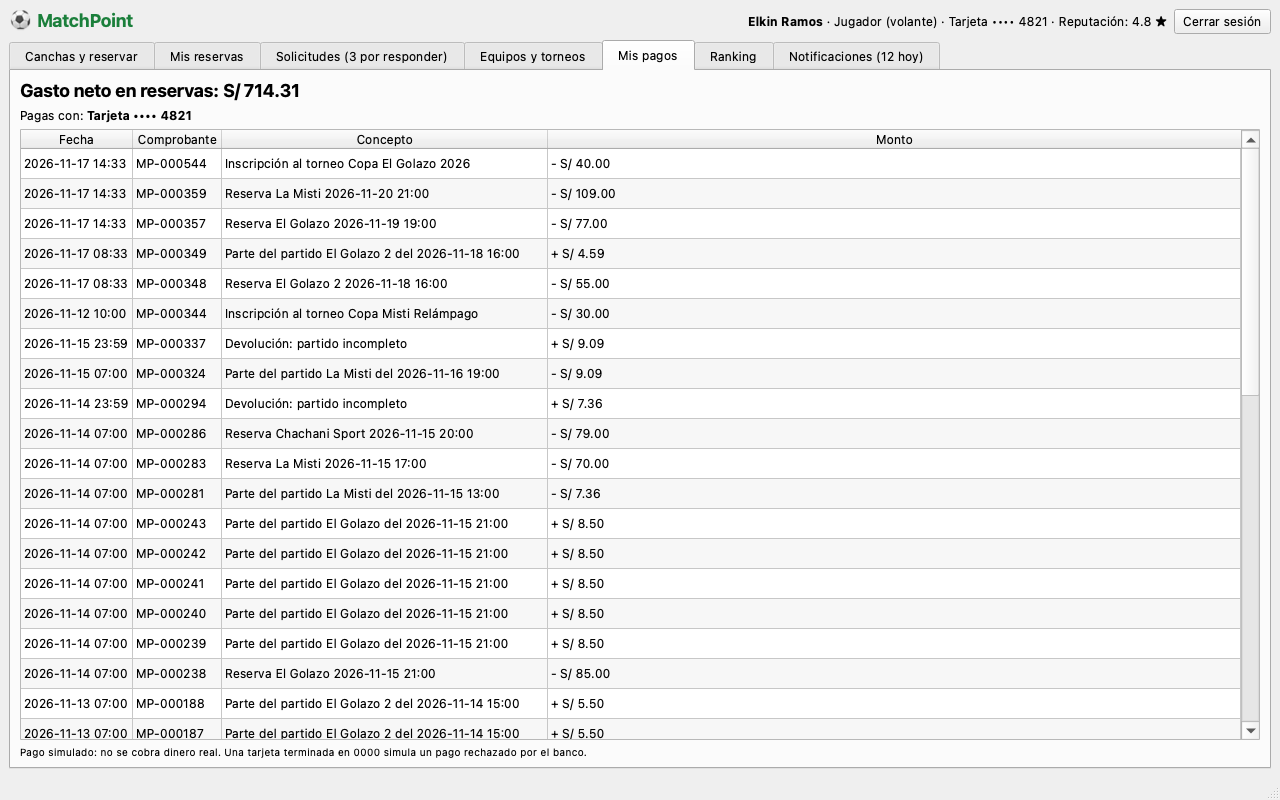 MatchPoint
Elkin Ramos · Jugador (volante) · Tarjeta •••• 4821 · Reputación: 4.8 ★
Cerrar sesión
Canchas y reservar
Mis reservas
Solicitudes (3 por responder)
Equipos y torneos
Mis pagos
Ranking
Notificaciones (12 hoy)
Gasto neto en reservas: S/ 714.31
Pagas con: Tarjeta •••• 4821
Fecha Comprobante Concepto Monto
2026-11-17 14:33 MP-000544 Inscripción al torneo Copa El Golazo 2026 - S/ 40.00
2026-11-17 14:33 MP-000359 Reserva La Misti 2026-11-20 21:00 - S/ 109.00
2026-11-17 14:33 MP-000357 Reserva El Golazo 2026-11-19 19:00 - S/ 77.00
2026-11-17 08:33 MP-000349 Parte del partido El Golazo 2 del 2026-11-18 16:00 + S/ 4.59
2026-11-17 08:33 MP-000348 Reserva El Golazo 2 2026-11-18 16:00 - S/ 55.00
2026-11-12 10:00 MP-000344 Inscripción al torneo Copa Misti Relámpago - S/ 30.00
2026-11-15 23:59 MP-000337 Devolución: partido incompleto + S/ 9.09
2026-11-15 07:00 MP-000324 Parte del partido La Misti del 2026-11-16 19:00 - S/ 9.09
2026-11-14 23:59 MP-000294 Devolución: partido incompleto + S/ 7.36
2026-11-14 07:00 MP-000286 Reserva Chachani Sport 2026-11-15 20:00 - S/ 79.00
2026-11-14 07:00 MP-000283 Reserva La Misti 2026-11-15 17:00 - S/ 70.00
2026-11-14 07:00 MP-000281 Parte del partido La Misti del 2026-11-15 13:00 - S/ 7.36
2026-11-14 07:00 MP-000243 Parte del partido El Golazo del 2026-11-15 21:00 + S/ 8.50
2026-11-14 07:00 MP-000242 Parte del partido El Golazo del 2026-11-15 21:00 + S/ 8.50
2026-11-14 07:00 MP-000241 Parte del partido El Golazo del 2026-11-15 21:00 + S/ 8.50
2026-11-14 07:00 MP-000240 Parte del partido El Golazo del 2026-11-15 21:00 + S/ 8.50
2026-11-14 07:00 MP-000239 Parte del partido El Golazo del 2026-11-15 21:00 + S/ 8.50
2026-11-14 07:00 MP-000238 Reserva El Golazo 2026-11-15 21:00 - S/ 85.00
2026-11-13 07:00 MP-000188 Parte del partido El Golazo 2 del 2026-11-14 15:00 + S/ 5.50
2026-11-13 07:00 MP-000187 Parte del partido El Golazo 2 del 2026-11-14 15:00 + S/ 5.50
Pago simulado: no se cobra dinero real. Una tarjeta terminada en 0000 simula un pago rechazado por el banco.